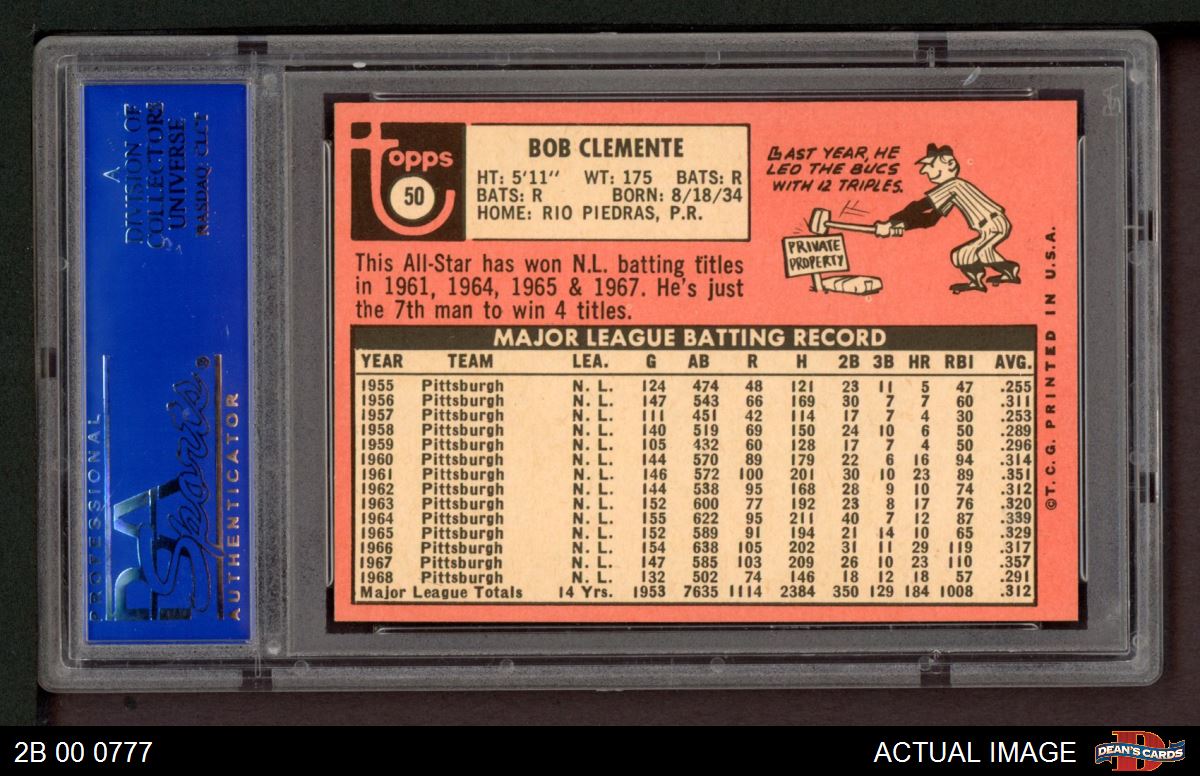 A
DIVISION OF
COLLECTORS
UNIVERSE
NASDAQ: CLCT
PROFESSIONAL
PSA
Sports®
AUTHENTICATOR
topps
50
BOB CLEMENTE
HT: 5'11" WT: 175 BATS: R
BATS: R BORN: 8/18/34
HOME: RIO PIEDRAS, P.R.
LAST YEAR, HE
LED THE BUCS
WITH 12 TRIPLES.
PRIVATE
PROPERTY
This All-Star has won N.L. batting titles
in 1961, 1964, 1965 & 1967. He's just
the 7th man to win 4 titles.
MAJOR LEAGUE BATTING RECORD
YEAR TEAM LEA. G AB R H 2B 3B HR RBI AVG.
1955 Pittsburgh N. L. 124 474 48 121 23 11 5 47 .255
1956 Pittsburgh N. L. 147 543 66 169 30 7 7 60 .311
1957 Pittsburgh N. L. 111 451 42 114 17 7 4 30 .253
1958 Pittsburgh N. L. 140 519 69 150 24 10 6 50 .289
1959 Pittsburgh N. L. 105 432 60 128 17 7 4 50 .296
1960 Pittsburgh N. L. 144 570 89 179 22 6 16 94 .314
1961 Pittsburgh N. L. 146 572 100 201 30 10 23 89 .351
1962 Pittsburgh N. L. 144 538 95 168 28 9 10 74 .312
1963 Pittsburgh N. L. 152 600 77 192 23 8 17 76 .320
1964 Pittsburgh N. L. 155 622 95 211 40 7 12 87 .339
1965 Pittsburgh N. L. 152 589 91 194 21 14 10 65 .329
1966 Pittsburgh N. L. 154 638 105 202 31 11 29 119 .317
1967 Pittsburgh N. L. 147 585 103 209 26 10 23 110 .357
1968 Pittsburgh N. L. 132 502 74 146 18 12 18 57 .291
Major League Totals 14 Yrs. 1953 7635 1114 2384 350 129 184 1008 .312
© T. C. G. PRINTED IN U.S.A.
2B 00 0777
ACTUAL IMAGE
DEAN'S CARDS